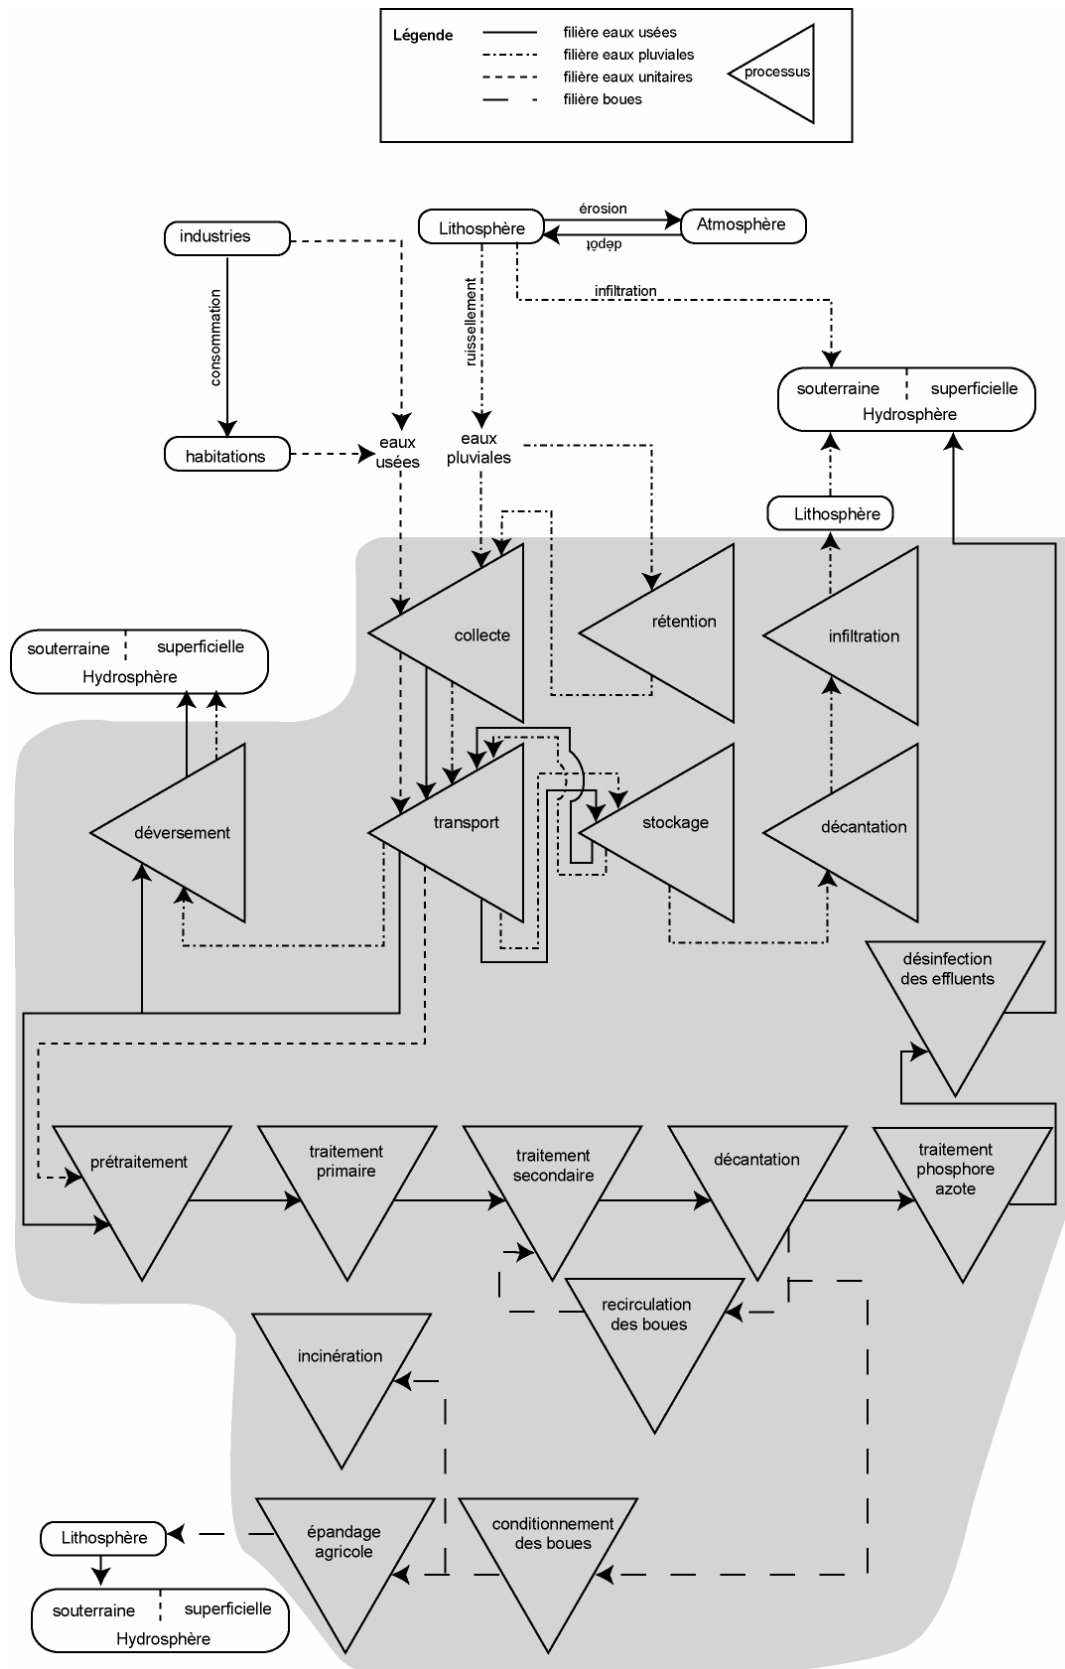 Légende
filière eaux usées
filière eaux pluviales
filière eaux unitaires
filière boues
processus
industries
Lithosphère
érosion
dépôt
Atmosphère
consommation
ruissellement
infiltration
souterraine
superficielle
Hydrosphère
habitations
eaux
usées
eaux
pluviales
Lithosphère
collecte
rétention
infiltration
souterraine
superficielle
Hydrosphère
déversement
transport
stockage
décantation
désinfection
des effluents
prétraitement
traitement
primaire
traitement
secondaire
décantation
traitement
phosphore
azote
recirculation
des boues
incinération
épandage
agricole
conditionnement
des boues
Lithosphère
souterraine
superficielle
Hydrosphère